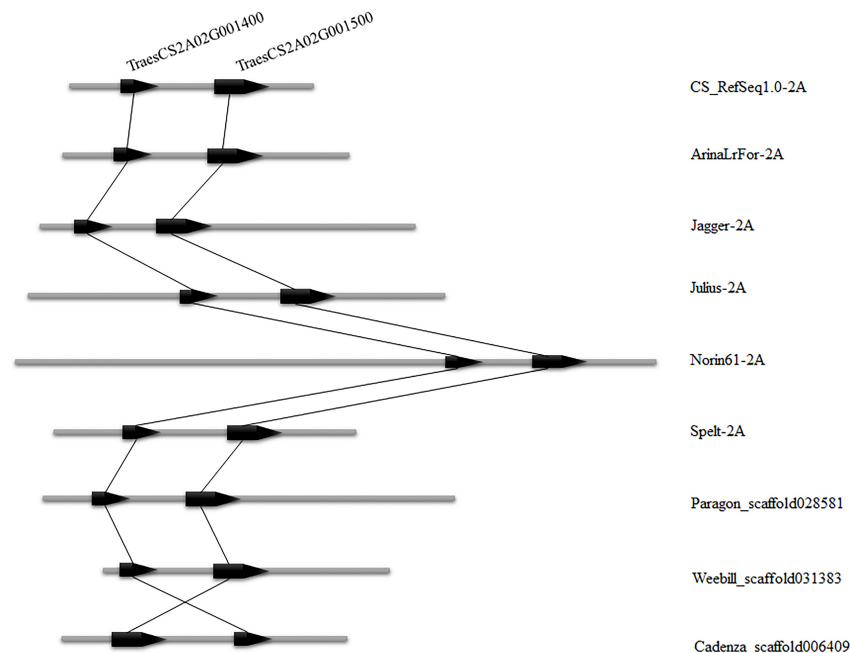 TraesCS2A02G001400
TraesCS2A02G001500
CS_RefSeq1.0-2A
ArinaLrFor-2A
Jagger-2A
Julius-2A
Norin61-2A
Spelt-2A
Paragon_scaffold028581
Weebill_scaffold031383
Cadenza_scaffold006409